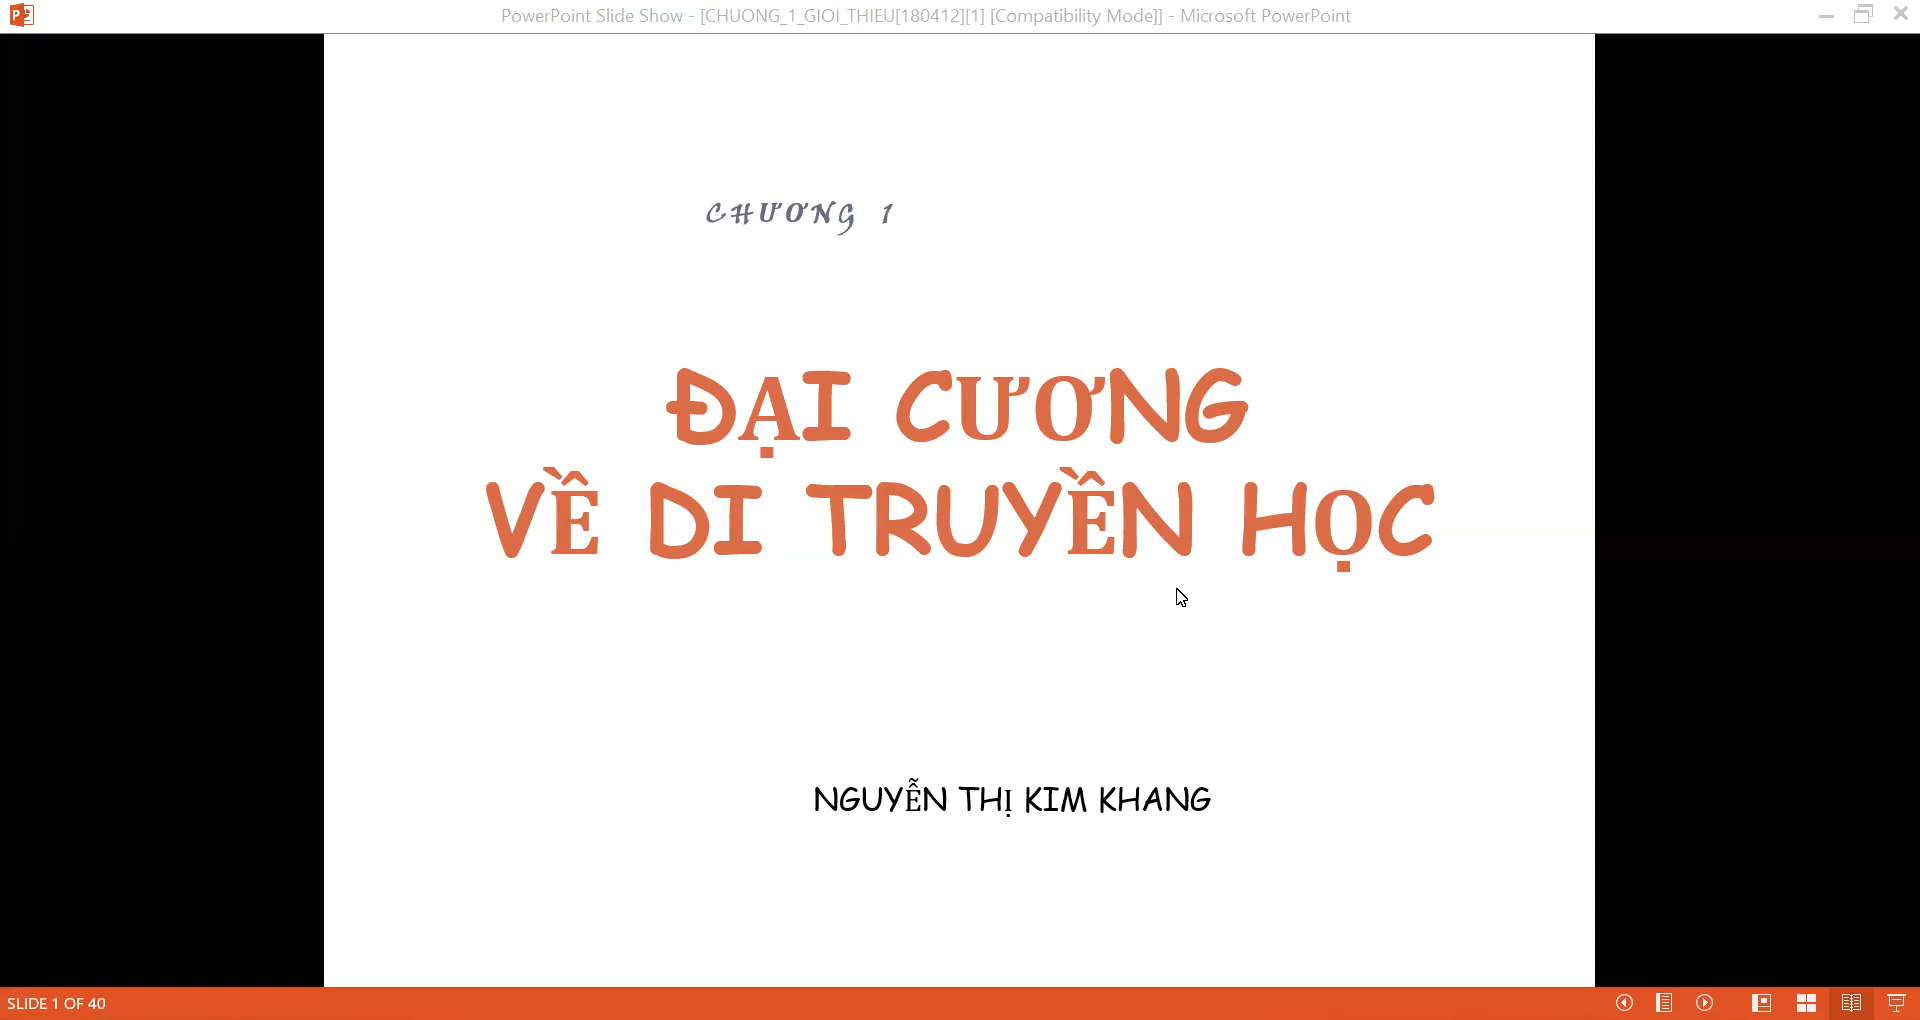 PowerPoint Slide Show - [CHUONG_1_GIOI_THIEU[180412][1] [Compatibility Mode]] - Microsoft PowerPoint
CHƯƠNG 1
ĐẠI CƯƠNG
VỀ DI TRUYỀN HỌC
NGUYỄN THỊ KIM KHANG
SLIDE 1 OF 40